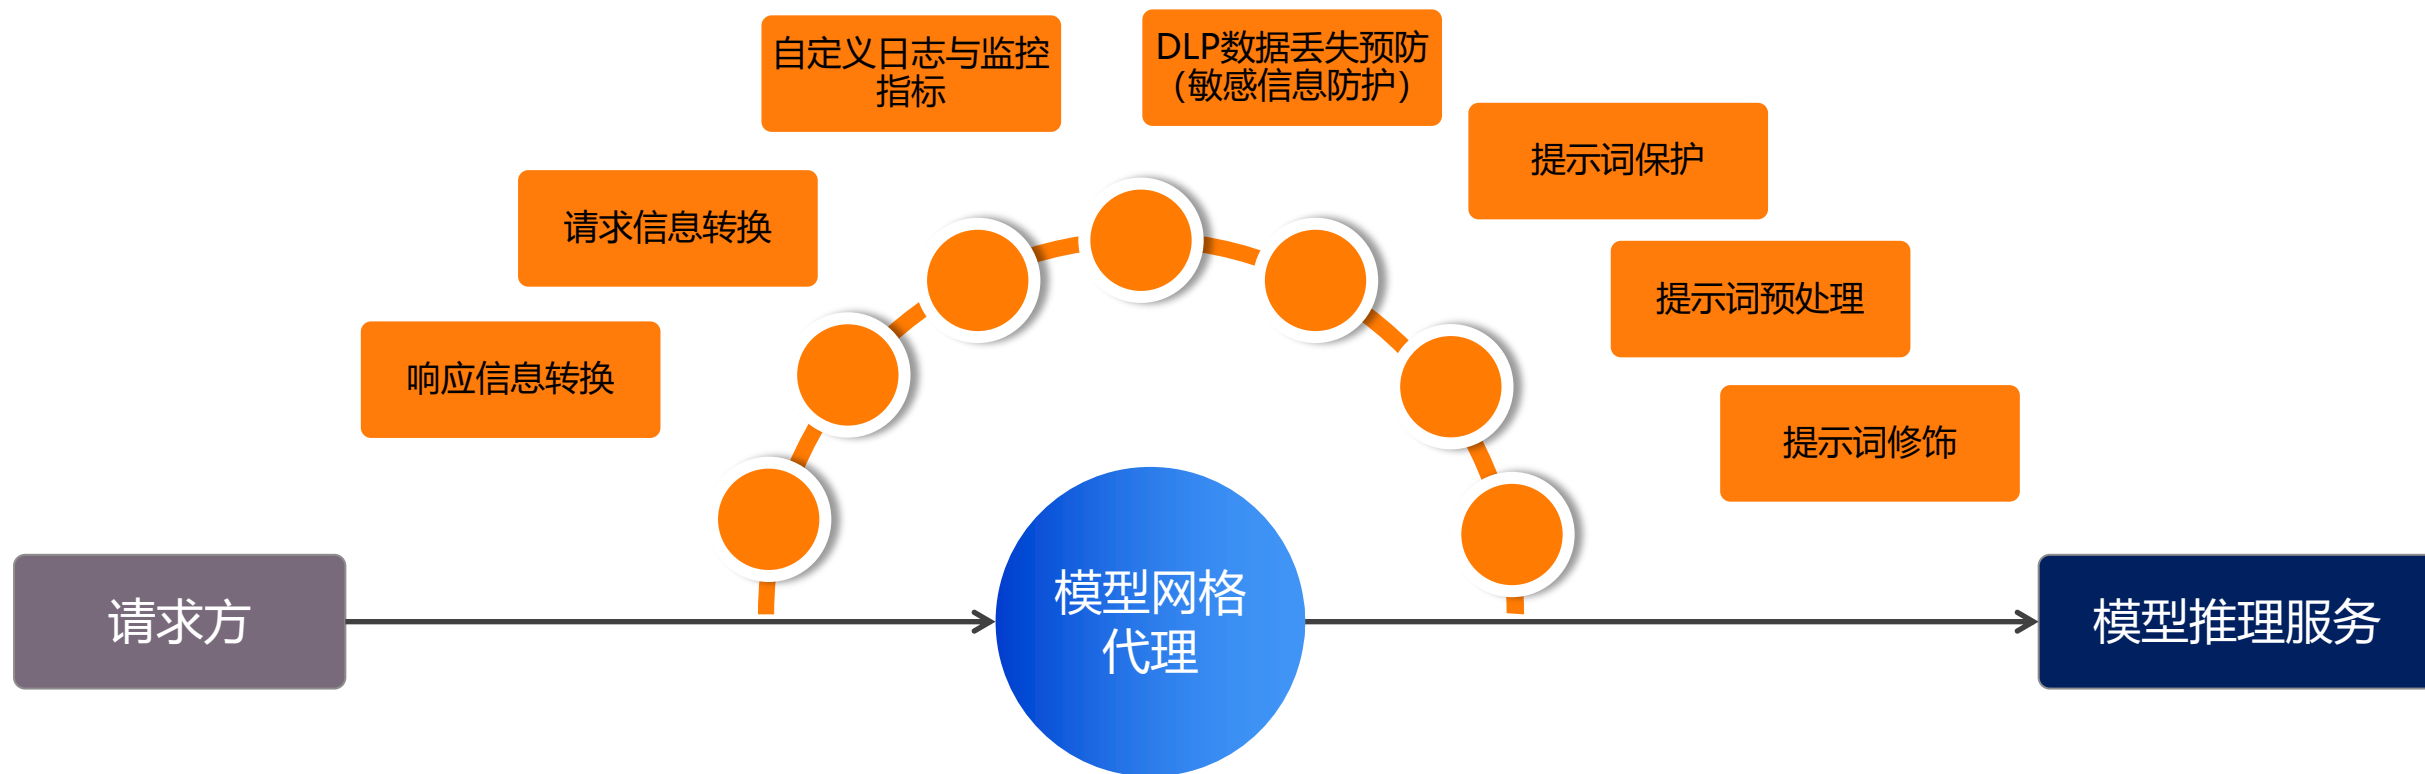 自定义日志与监控
指标
DLP数据丢失预防
（敏感信息防护）
提示词保护
请求信息转换
提示词预处理
响应信息转换
提示词修饰
请求方
模型网格
代理
模型推理服务